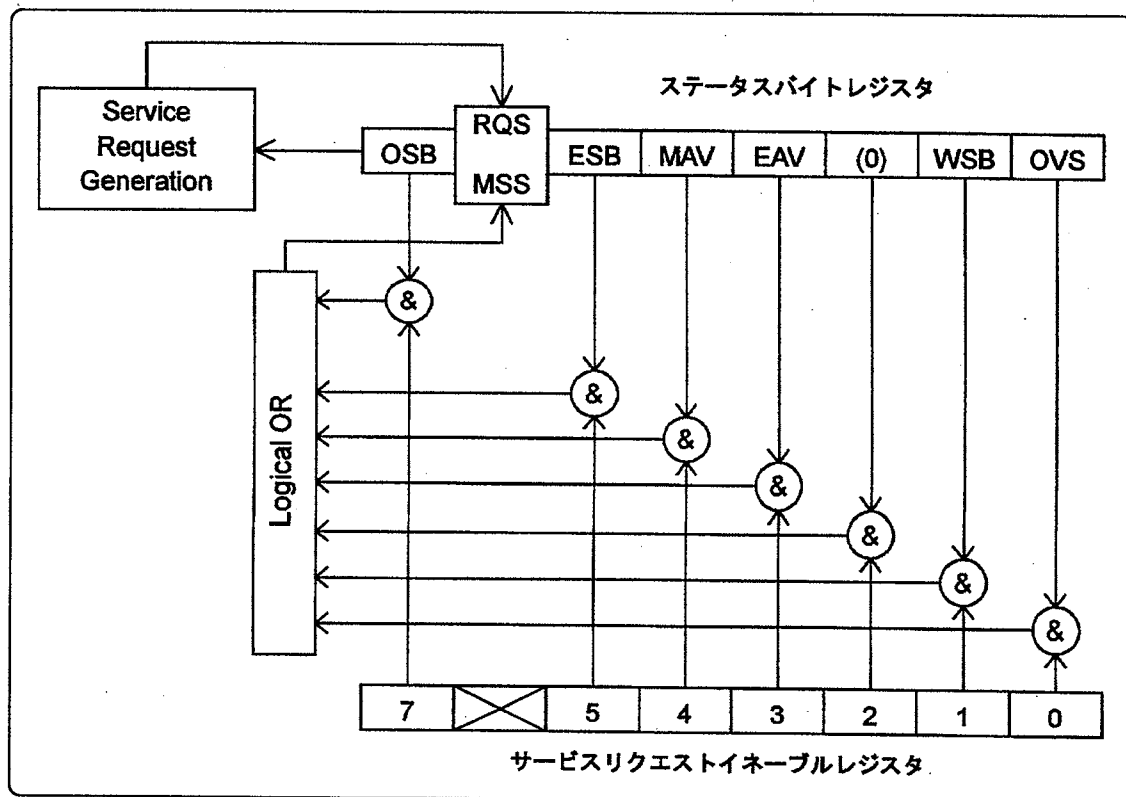 Service
Request
Generation
ステータスバイトレジスタ
OSB
RQS
MSS
ESB
MAV
EAV
(0)
WSB
OVS
&
&
&
&
&
&
&
Logical OR
7
5
4
3
2
1
0
サービスリクエストイネーブルレジスタ